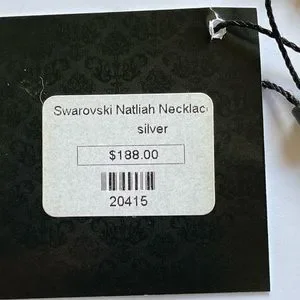 Swarovski Natliah Necklac
silver
$188.00
20415